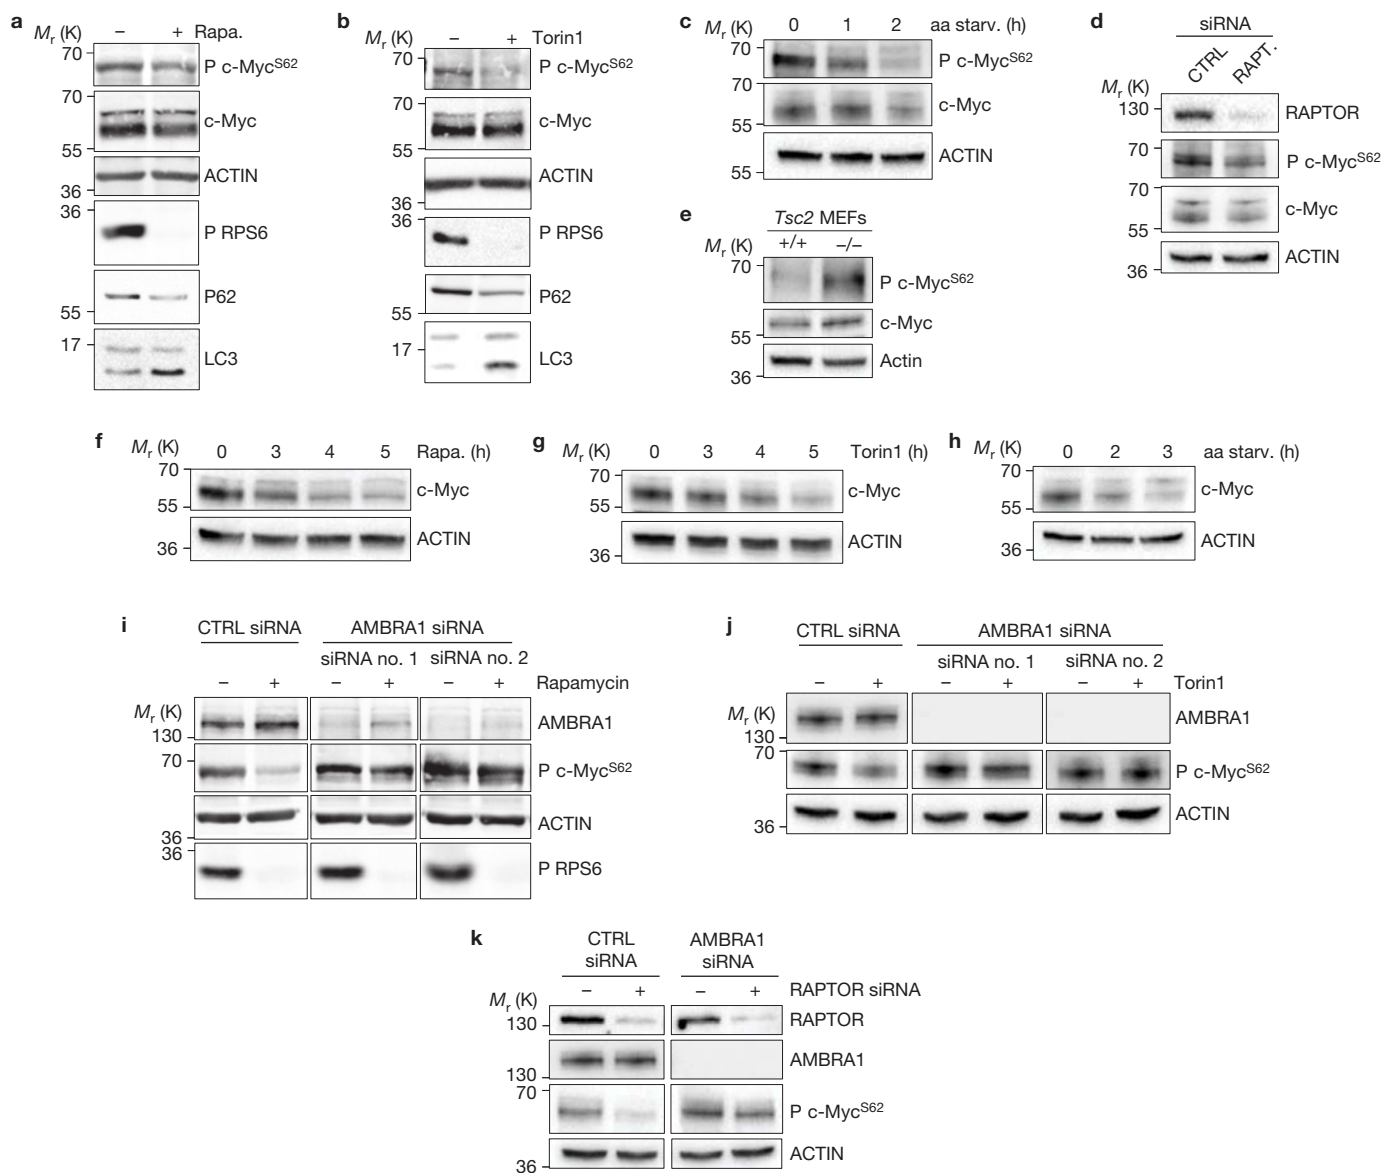 a
Mr (K) – + Rapa.
70
P c-MycS62
70
c-Myc
55
ACTIN
36
36
P RPS6
P62
55
17
LC3
b
Mr (K) – + Torin1
70
P c-MycS62
70
c-Myc
55
ACTIN
36
36
P RPS6
P62
55
17
LC3
c
Mr (K) 0 1 2 aa starv. (h)
70
P c-MycS62
70
c-Myc
55
ACTIN
55
d
siRNA
CTRL RAPT.
Mr (K)
130
RAPTOR
70
P c-MycS62
70
c-Myc
55
ACTIN
36
e
Tsc2 MEFs
Mr (K) +/+ –/–
70
P c-MycS62
c-Myc
55
Actin
36
f
Mr (K) 0 3 4 5 Rapa. (h)
70
c-Myc
55
ACTIN
36
g
Mr (K) 0 3 4 5 Torin1 (h)
70
c-Myc
55
ACTIN
36
h
Mr (K) 0 2 3 aa starv. (h)
70
c-Myc
55
ACTIN
36
i
CTRL siRNA AMBRA1 siRNA
siRNA no. 1 siRNA no. 2
– + – + – + Rapamycin
Mr (K)
AMBRA1
130
70
P c-MycS62
ACTIN
36
36
P RPS6
j
CTRL siRNA AMBRA1 siRNA
siRNA no. 1 siRNA no. 2
– + – + – + Torin1
Mr (K)
AMBRA1
130
70
P c-MycS62
ACTIN
36
k
CTRL siRNA AMBRA1 siRNA
– + – + RAPTOR siRNA
Mr (K)
RAPTOR
130
AMBRA1
130
70
P c-MycS62
ACTIN
36